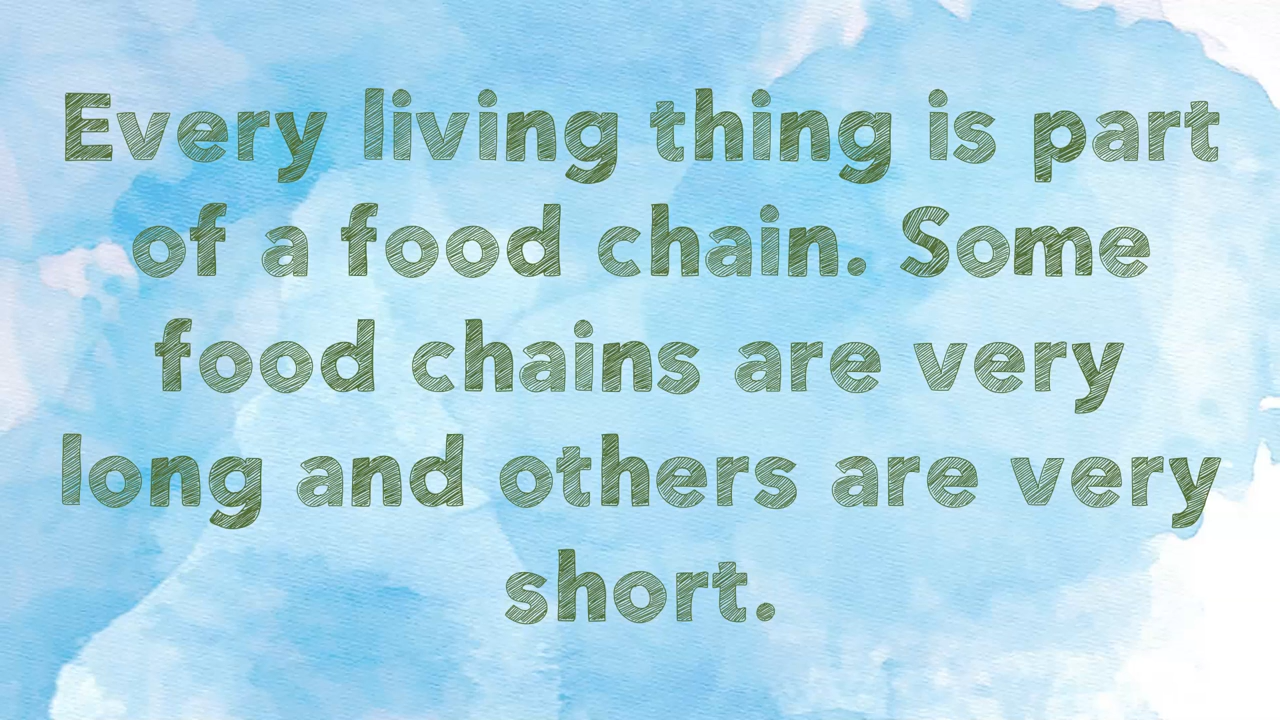 Every living thing is part
of a food chain. Some
food chains are very
long and others are very
short.